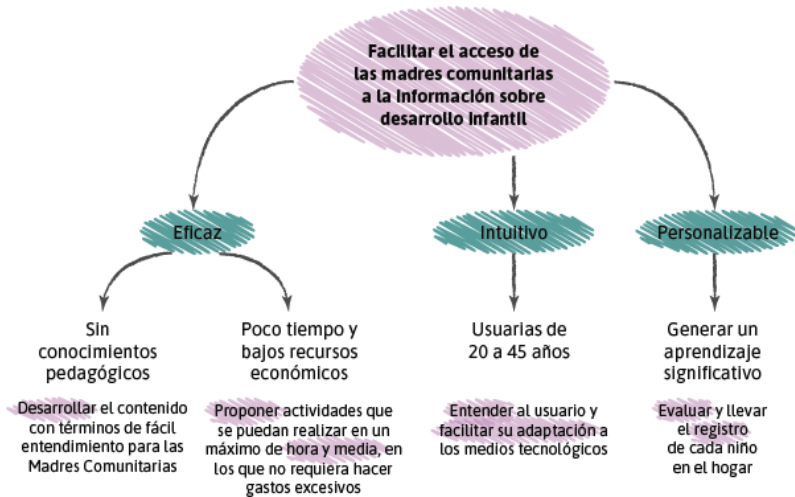 Facilitar el acceso de
las madres comunitarias
a la información sobre
desarrollo infantil
Eficaz
Intuitivo
Personalizable
Sin
conocimientos
pedagógicos
Desarrollar el contenido
con términos de fácil
entendimiento para las
Madres Comunitarias
Poco tiempo y
bajos recursos
económicos
Proponer actividades que
se puedan realizar en un
máximo de hora y media, en
los que no requiera hacer
gastos excesivos
Usuarias de
20 a 45 años
Entender al usuario y
facilitar su adaptación a
los medios tecnológicos
Generar un
aprendizaje
significativo
Evaluar y llevar
el registro
de cada niño
en el hogar